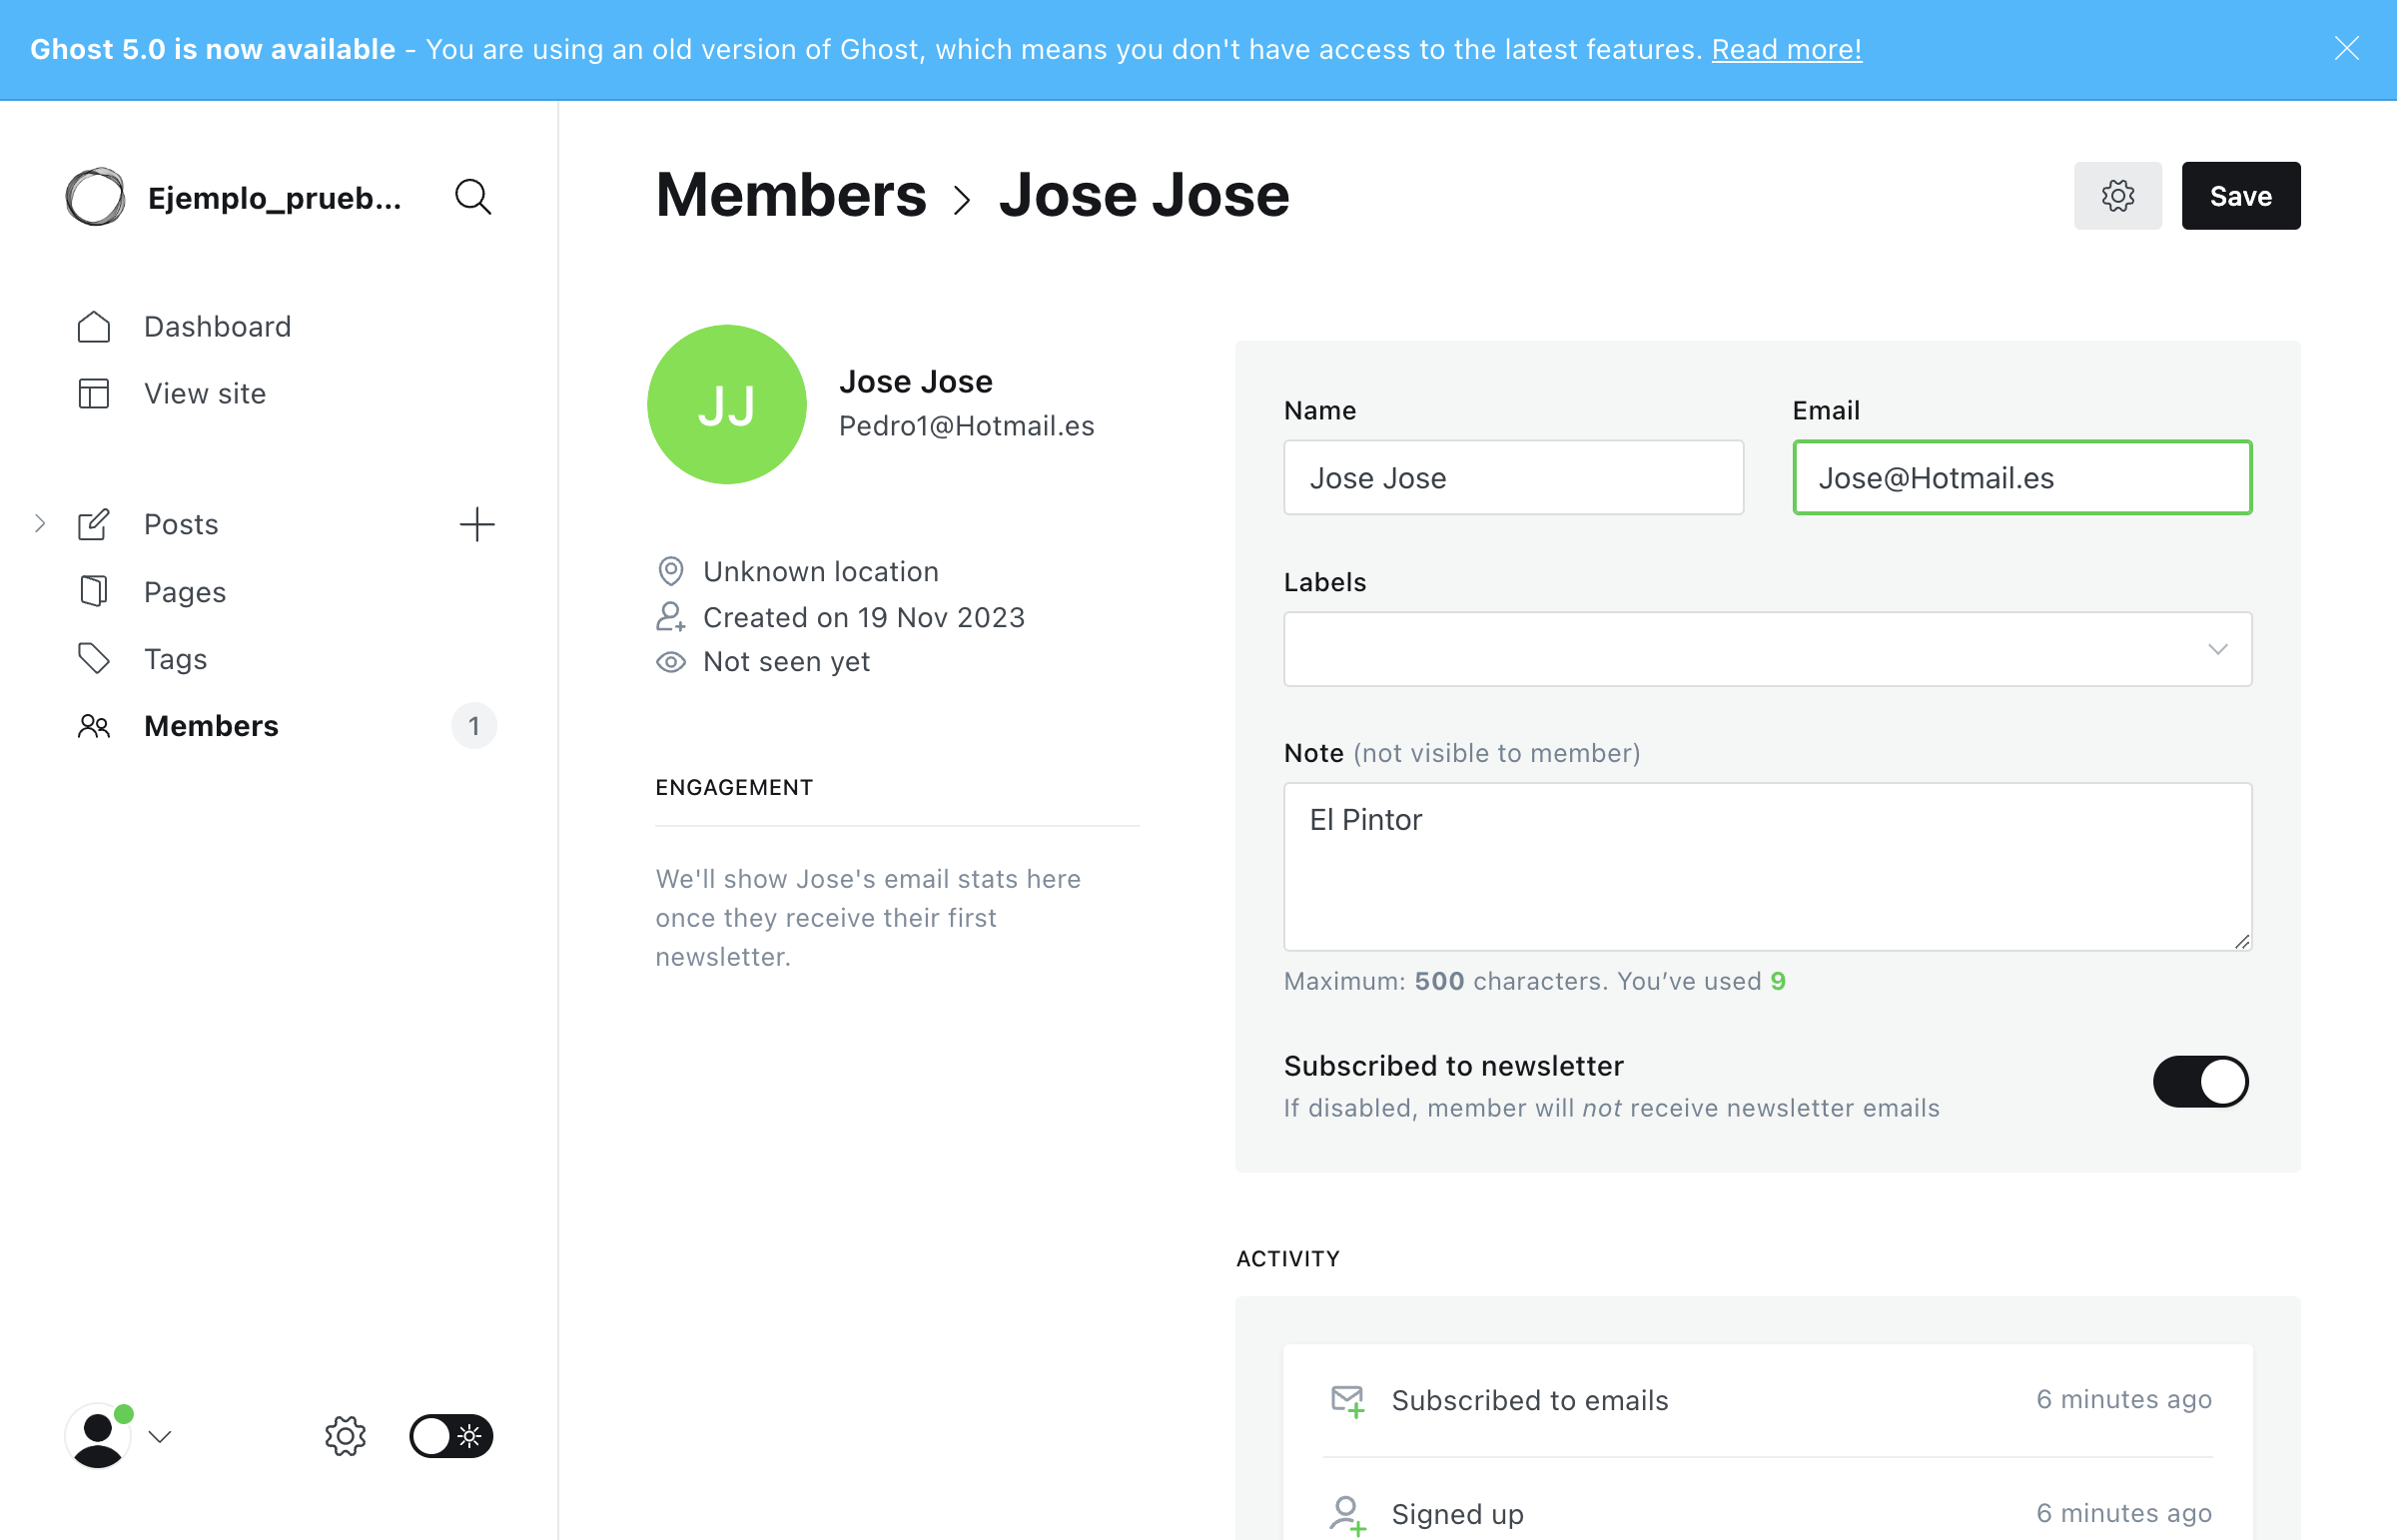 Ghost 5.0 is now available - You are using an old version of Ghost, which means you don't have access to the latest features. Read more!
Ejemplo_prueb...
Dashboard
View site
Posts
Pages
Tags
Members 1
Members > Jose Jose
Save
JJ
Jose Jose
Pedro1@Hotmail.es
Unknown location
Created on 19 Nov 2023
Not seen yet
ENGAGEMENT
We'll show Jose's email stats here
once they receive their first
newsletter.
Name
Jose Jose
Email
Jose@Hotmail.es
Labels
Note (not visible to member)
El Pintor
Maximum: 500 characters. You’ve used 9
Subscribed to newsletter
If disabled, member will not receive newsletter emails
ACTIVITY
Subscribed to emails 6 minutes ago
Signed up 6 minutes ago